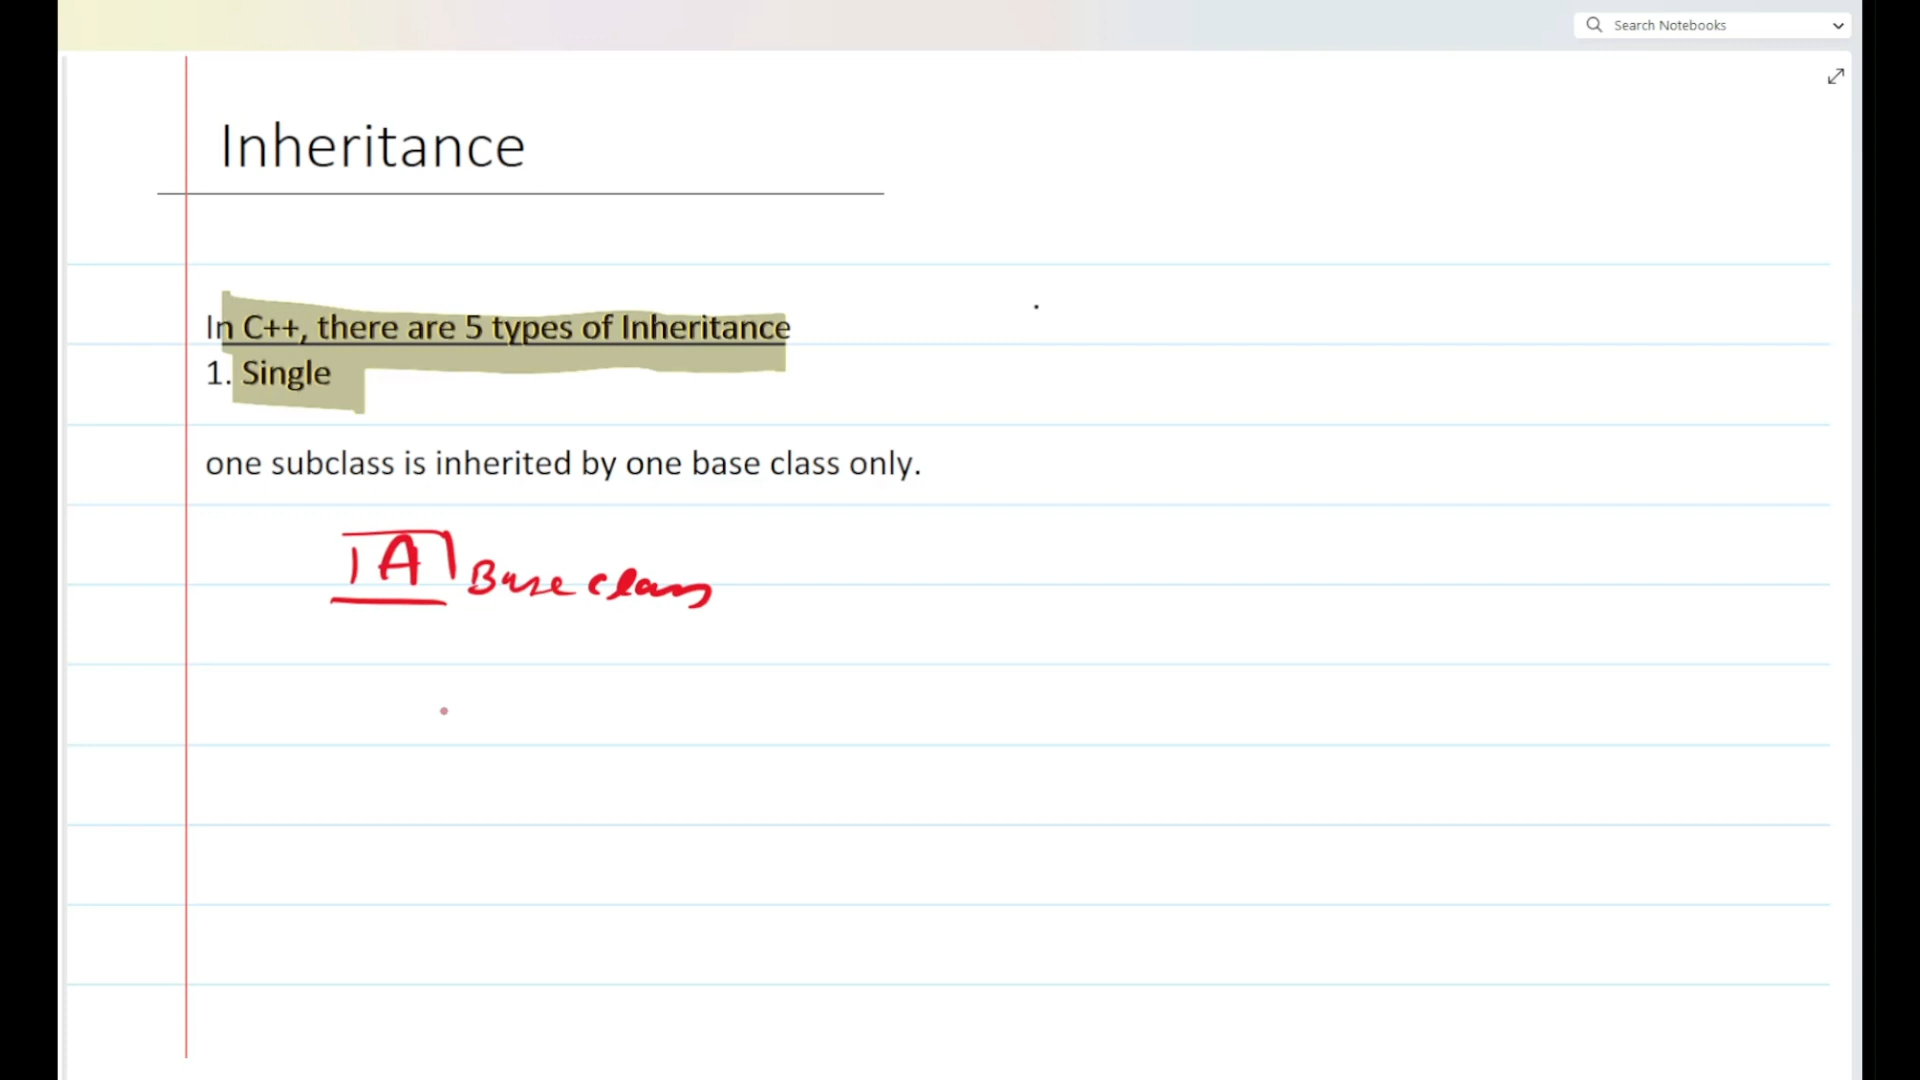 Search Notebooks
Inheritance
In C++, there are 5 types of Inheritance
1. Single
one subclass is inherited by one base class only.
A Base class